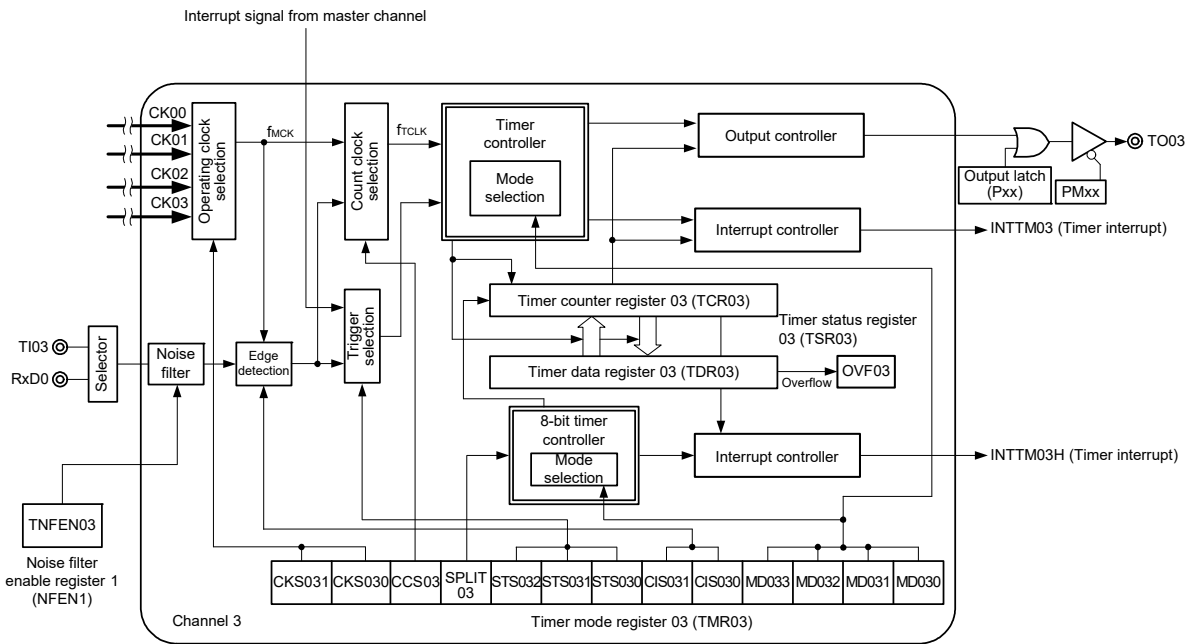 Interrupt signal from master channel
CK00
CK01
CK02
CK03
Operating clock
selection
fMCK
Count clock
selection
fTCLK
Timer
controller
Mode
selection
Output controller
TO03
Output latch
(Pxx)
PMxx
Interrupt controller
INTTM03 (Timer interrupt)
Timer counter register 03 (TCR03)
Trigger
selection
Timer status register
03 (TSR03)
TI03
RxD0
Selector
Noise
filter
Edge
detection
Timer data register 03 (TDR03)
Overflow
OVF03
8-bit timer
controller
Mode
selection
Interrupt controller
INTTM03H (Timer interrupt)
TNFEN03
Noise filter
enable register 1
(NFEN1)
CKS031
CKS030
CCS03
SPLIT
03
STS032
STS031
STS030
CIS031
CIS030
MD033
MD032
MD031
MD030
Channel 3
Timer mode register 03 (TMR03)